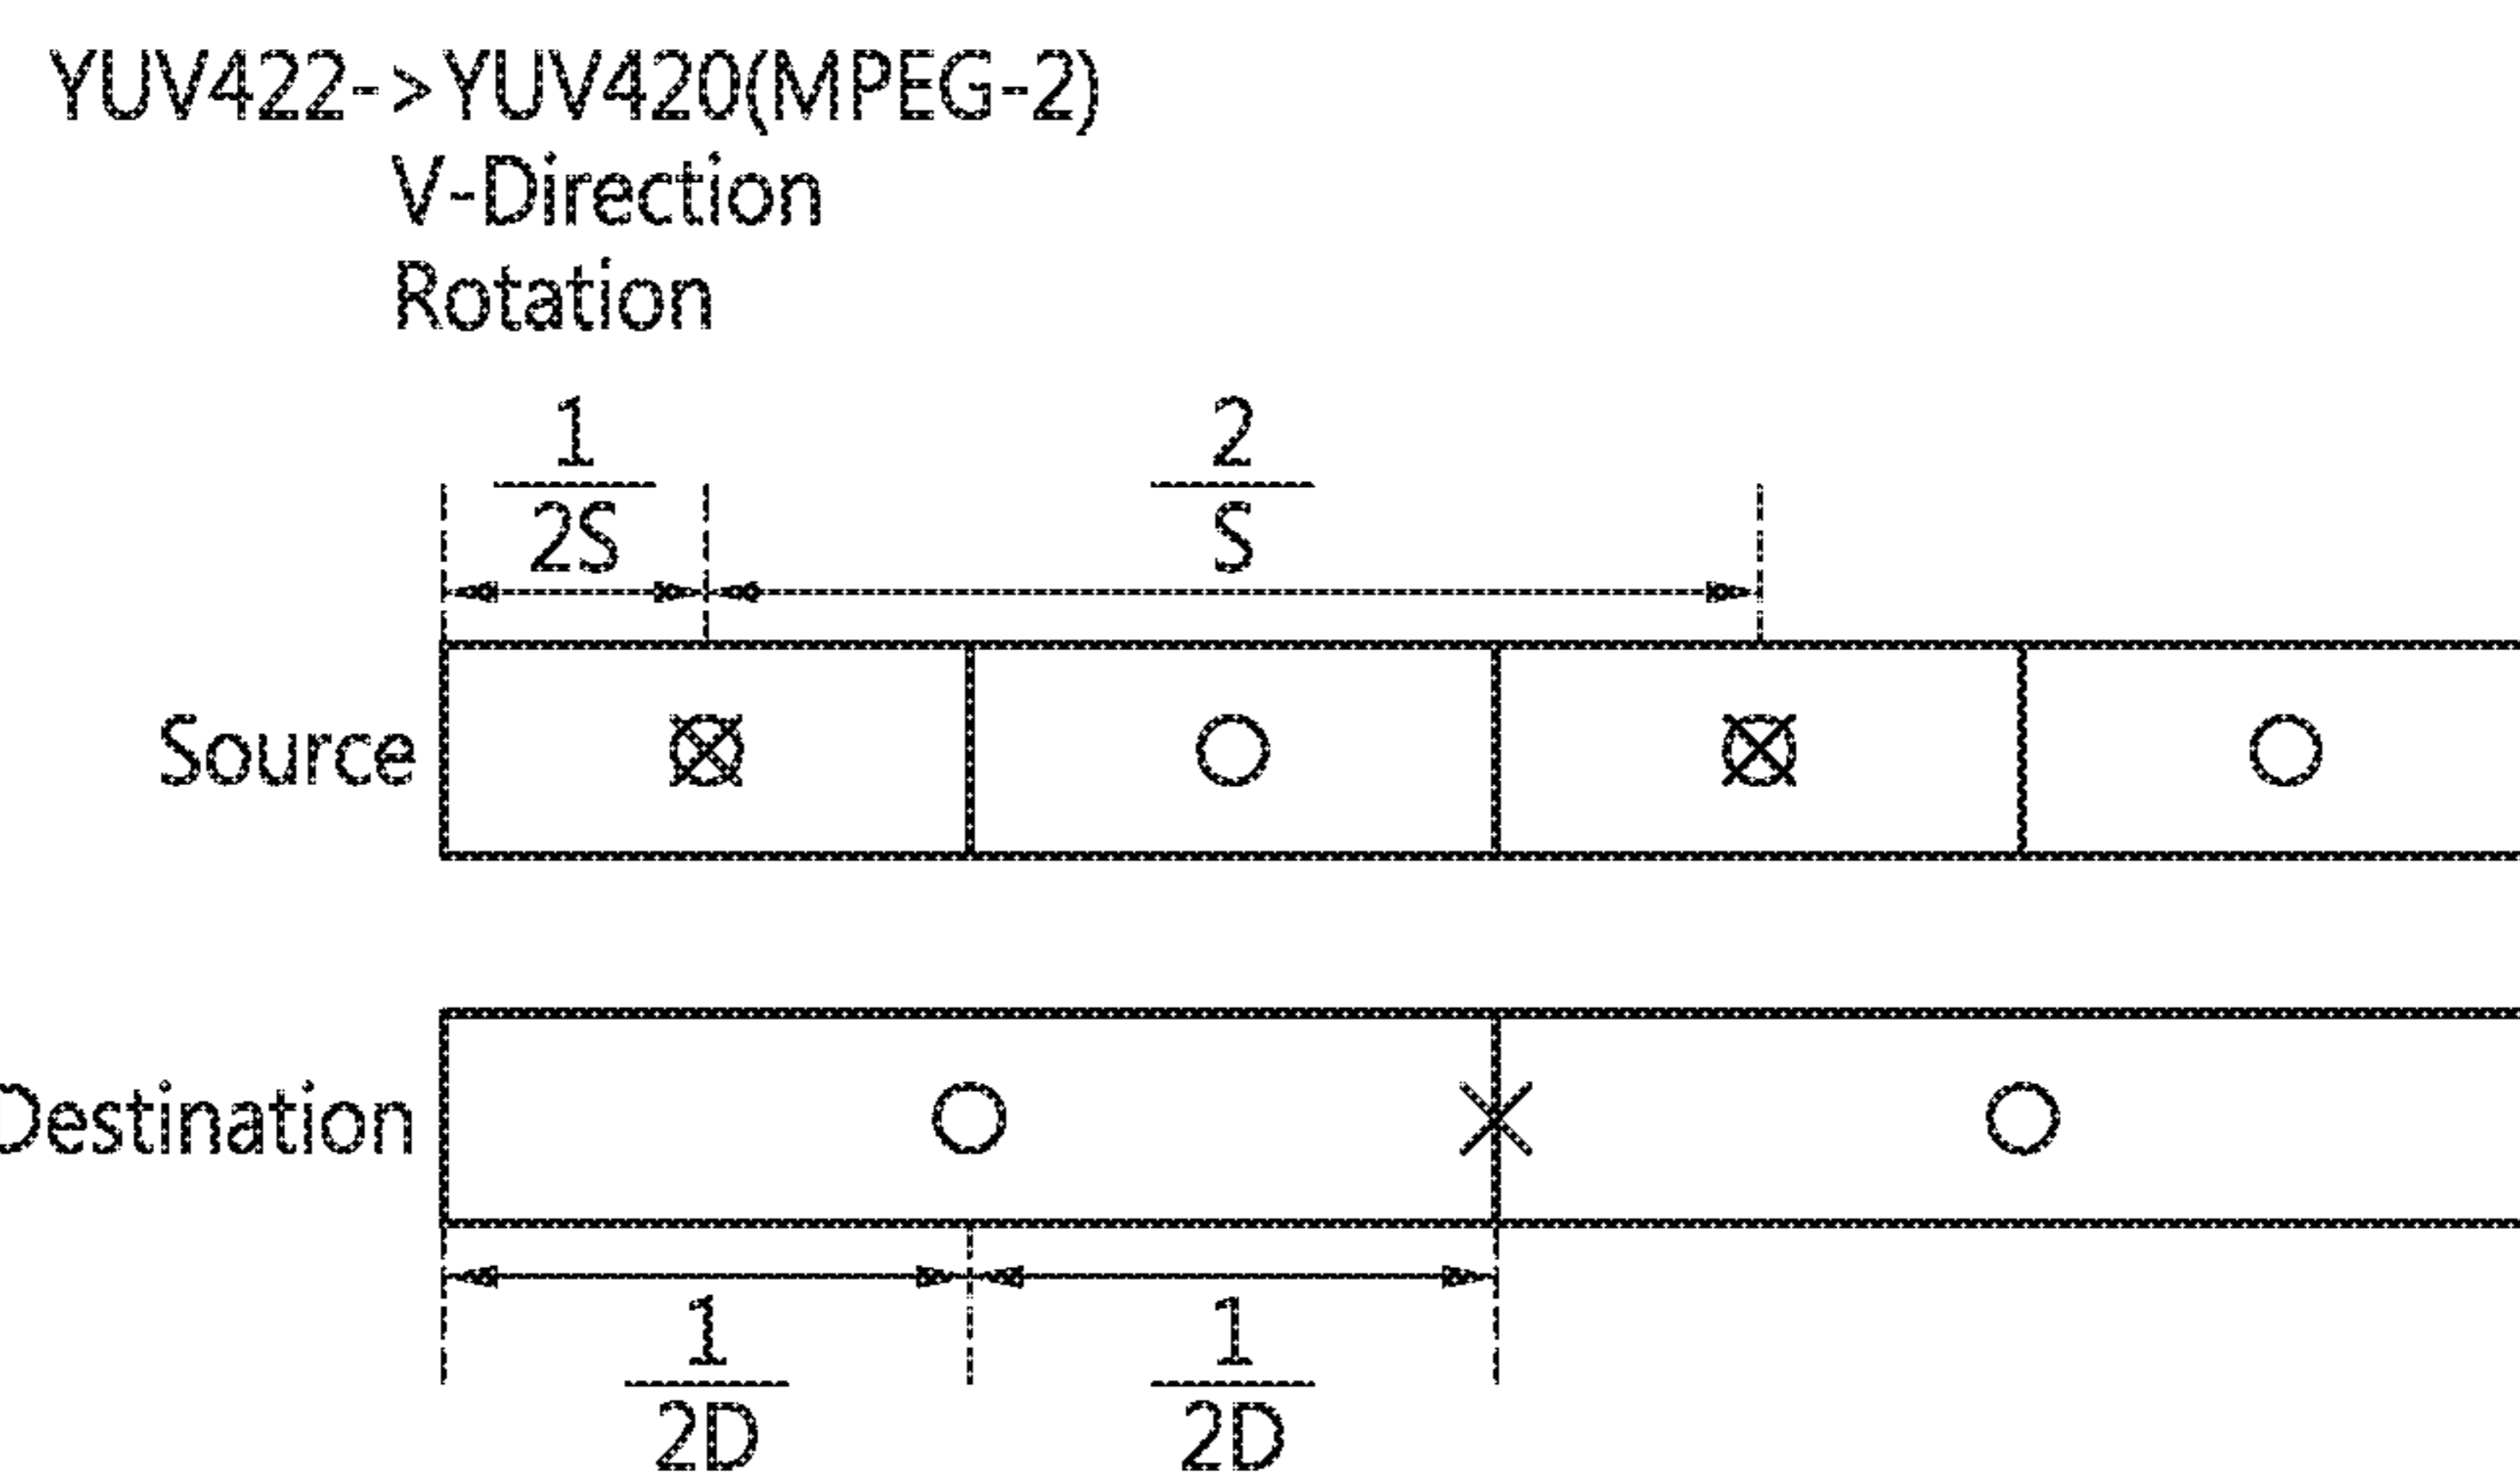 YUV422->YUV420(MPEG-2)
V-Direction
Rotation
1 2
2S S
Source
Destination
1 1
2D 2D